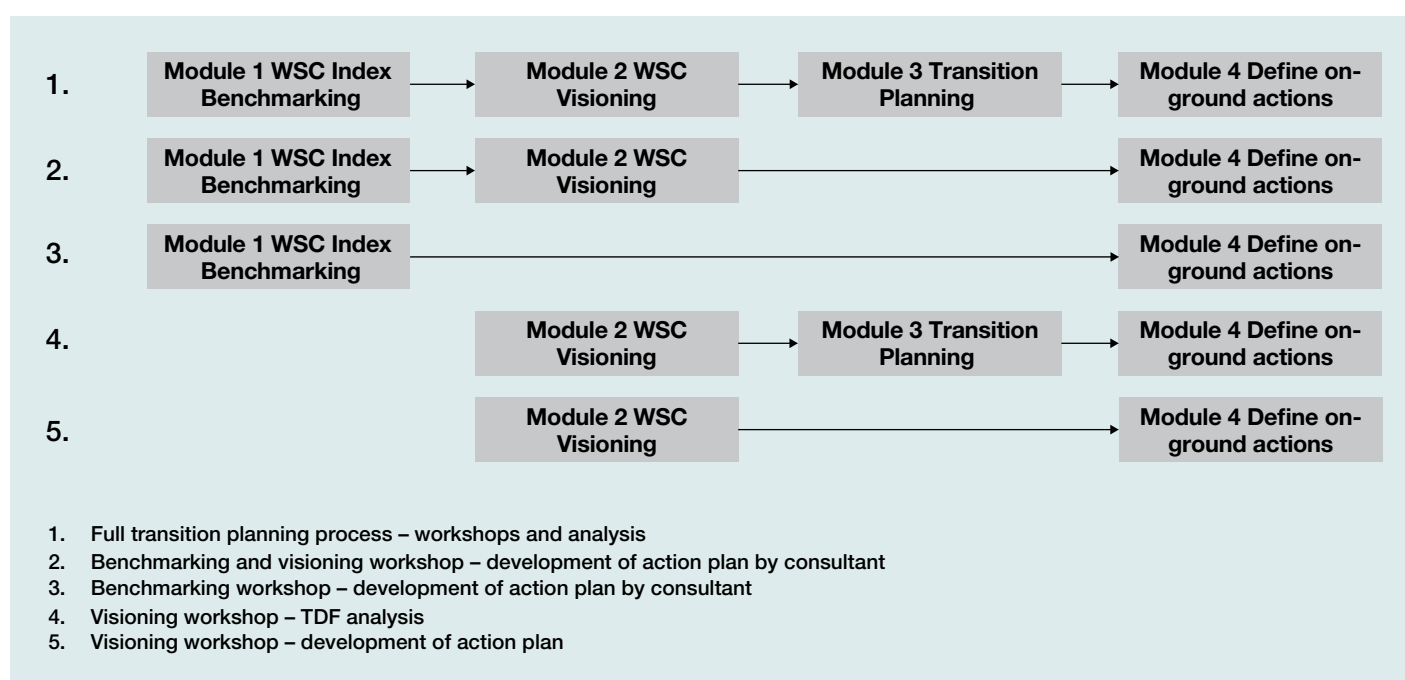 1.
Module 1 WSC Index
Benchmarking
Module 2 WSC
Visioning
Module 3 Transition
Planning
Module 4 Define on-
ground actions
2.
Module 1 WSC Index
Benchmarking
Module 2 WSC
Visioning
Module 4 Define on-
ground actions
3.
Module 1 WSC Index
Benchmarking
Module 4 Define on-
ground actions
4.
Module 2 WSC
Visioning
Module 3 Transition
Planning
Module 4 Define on-
ground actions
5.
Module 2 WSC
Visioning
Module 4 Define on-
ground actions
1. Full transition planning process – workshops and analysis
2. Benchmarking and visioning workshop – development of action plan by consultant
3. Benchmarking workshop – development of action plan by consultant
4. Visioning workshop – TDF analysis
5. Visioning workshop – development of action plan